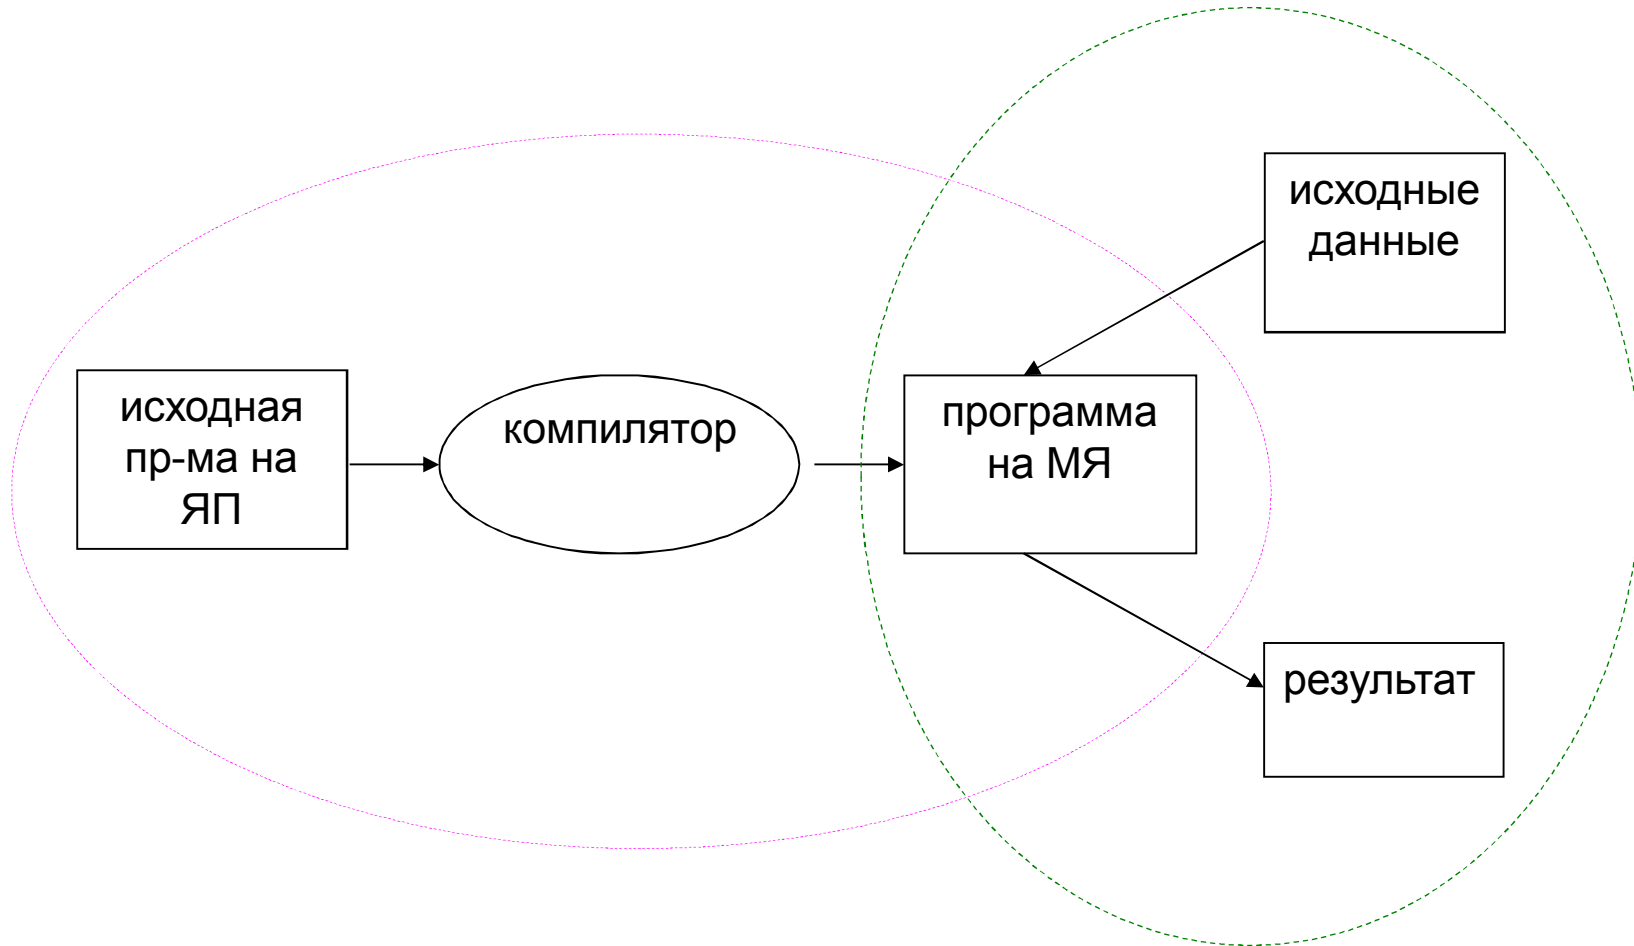 исходные
данные
исходная
пр-ма на
ЯП
компилятор
программа
на МЯ
результат